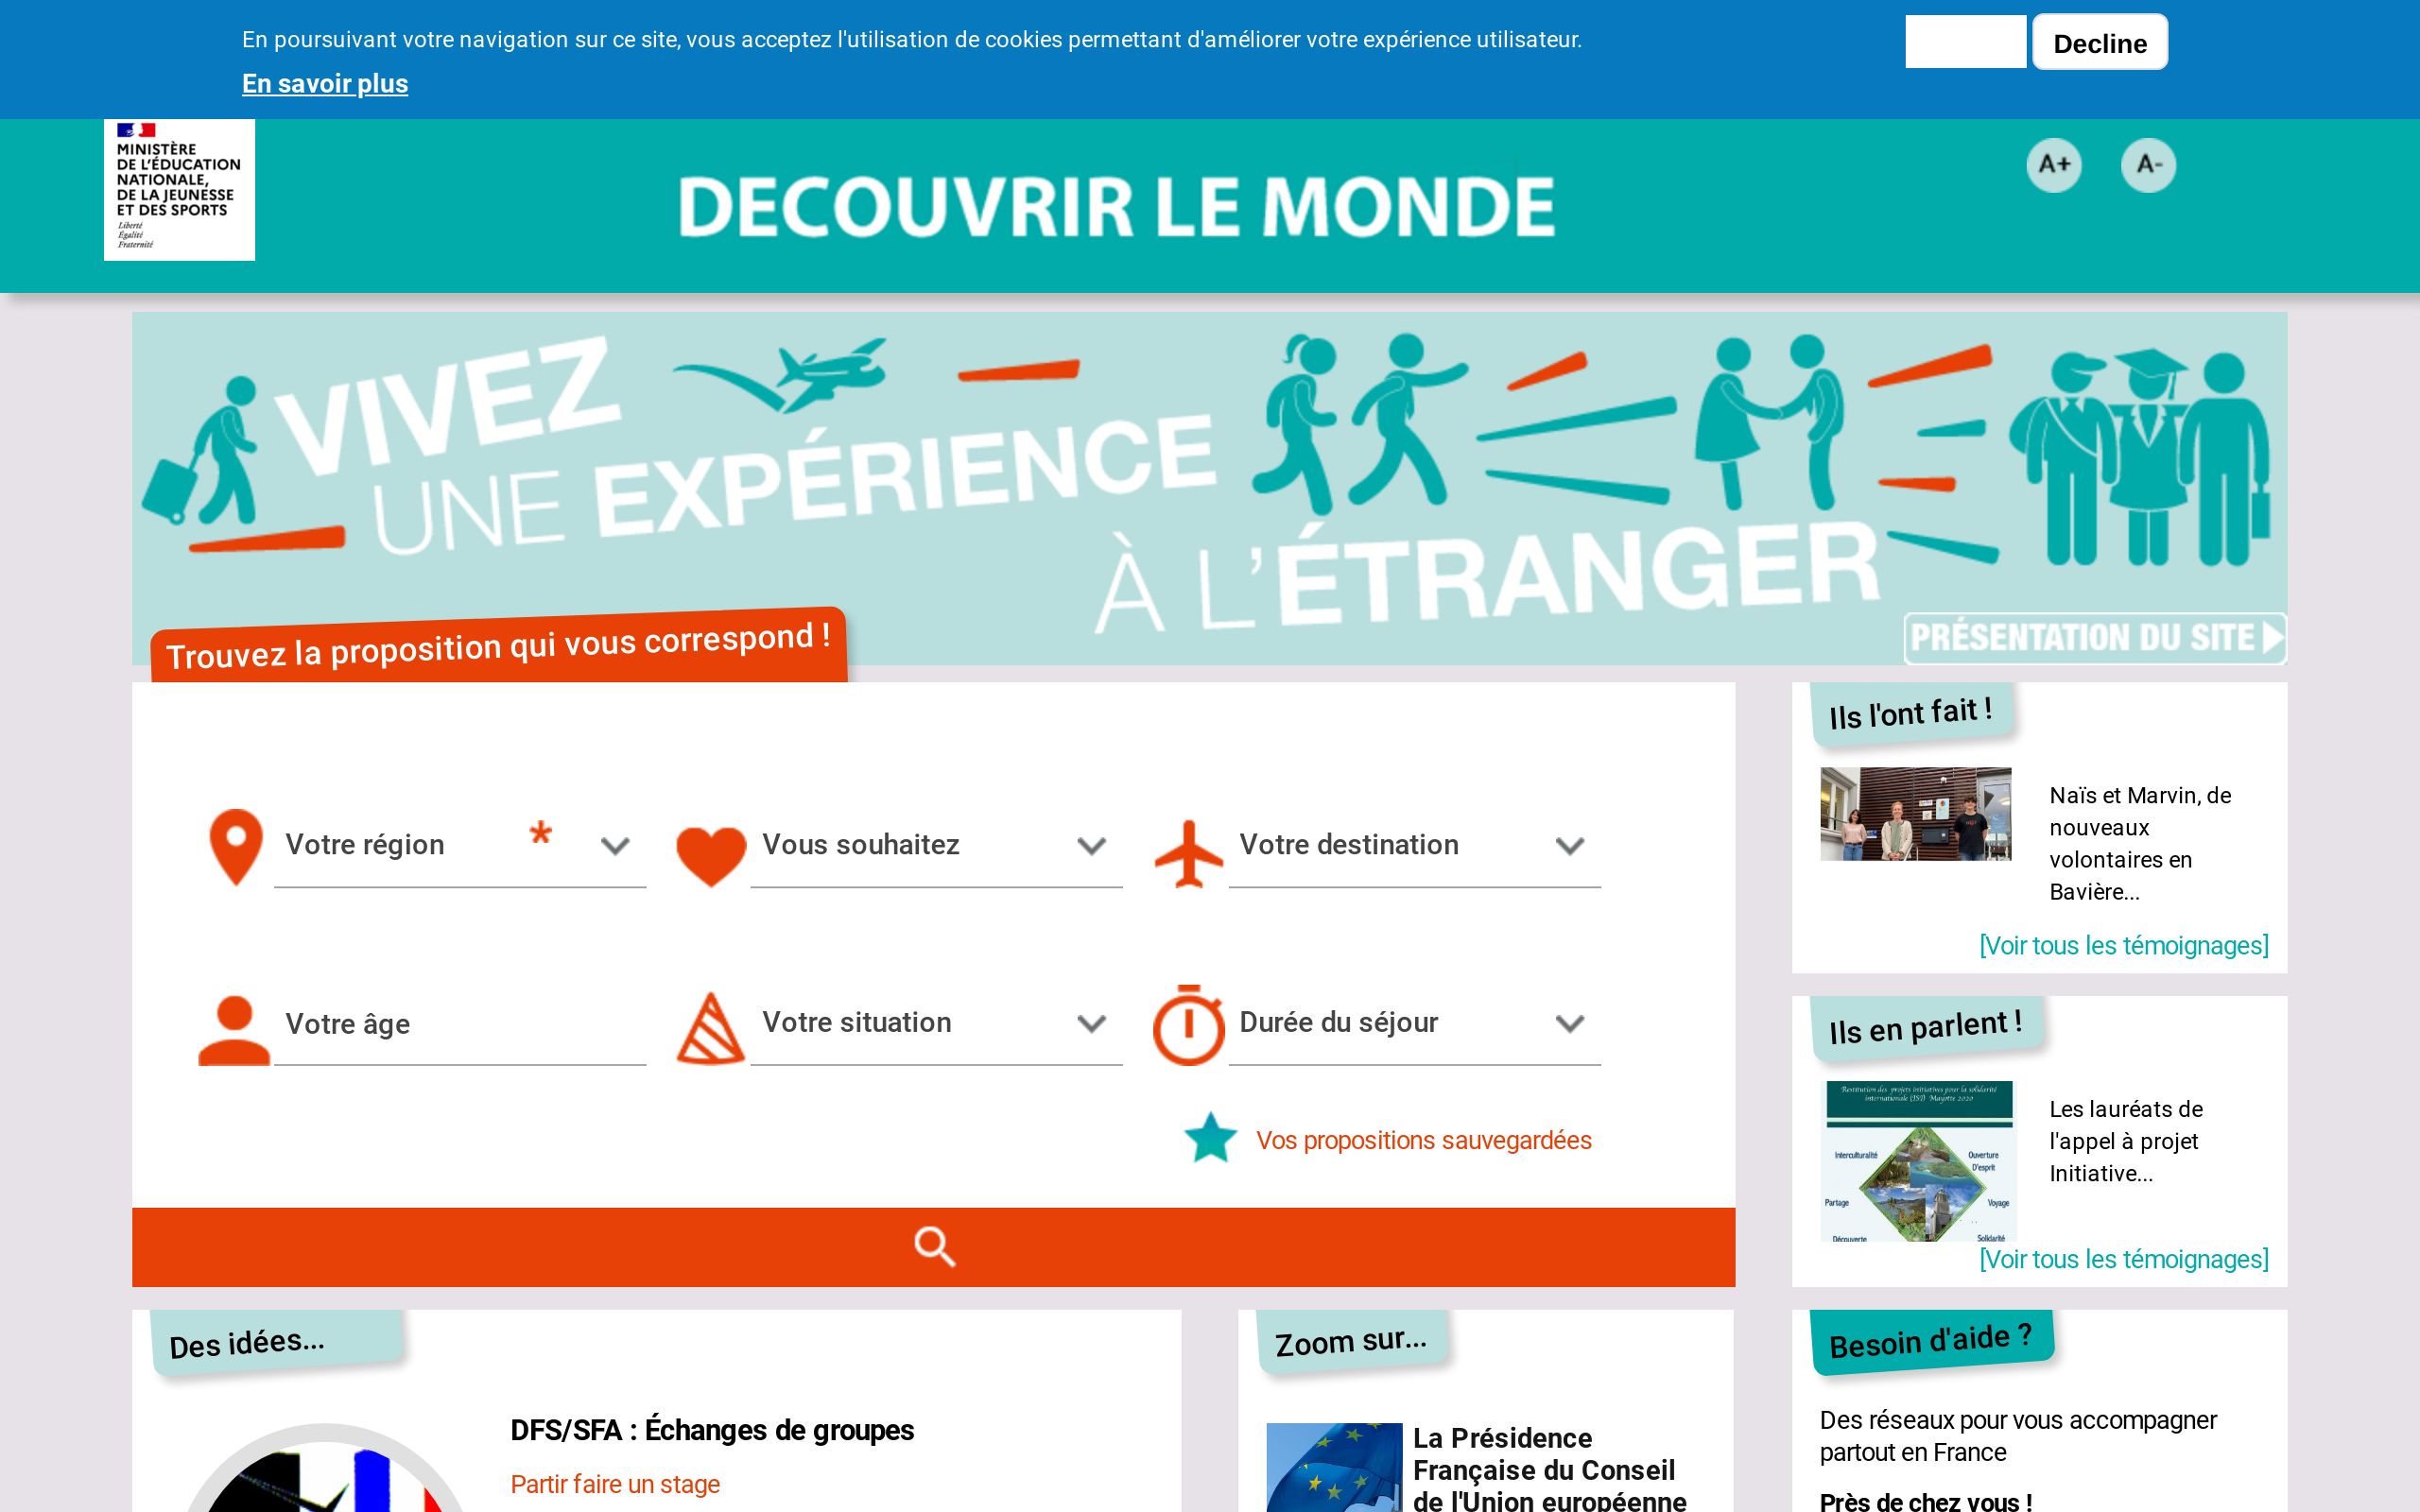 En poursuivant votre navigation sur ce site, vous acceptez l'utilisation de cookies permettant d'améliorer votre expérience utilisateur.
En savoir plus
Decline
MINISTÈRE
DE L'ÉDUCATION
NATIONALE,
DE LA JEUNESSE
ET DES SPORTS
Liberté
Égalité
Fraternité
DECOUVRIR LE MONDE
A+
A-
VIVEZ
UNE EXPÉRIENCE
À L'ÉTRANGER
PRÉSENTATION DU SITE
Trouvez la proposition qui vous correspond !
Votre région *
Vous souhaitez
Votre destination
Votre âge
Votre situation
Durée du séjour
Vos propositions sauvegardées
Ils l'ont fait !
Naïs et Marvin, de
nouveaux
volontaires en
Bavière...
[Voir tous les témoignages]
Ils en parlent !
Restitution des projets initiatives pour la solidarité
internationale (ISI) Mayotte 2020
Interculturalité
Ouverture
D'esprit
Partage
Voyage
Découverte
Solidarité
Les lauréats de
l'appel à projet
Initiative...
[Voir tous les témoignages]
Des idées...
DFS/SFA : Échanges de groupes
Partir faire un stage
Zoom sur...
La Présidence
Française du Conseil
de l'Union européenne
Besoin d'aide ?
Des réseaux pour vous accompagner
partout en France
Près de chez vous !